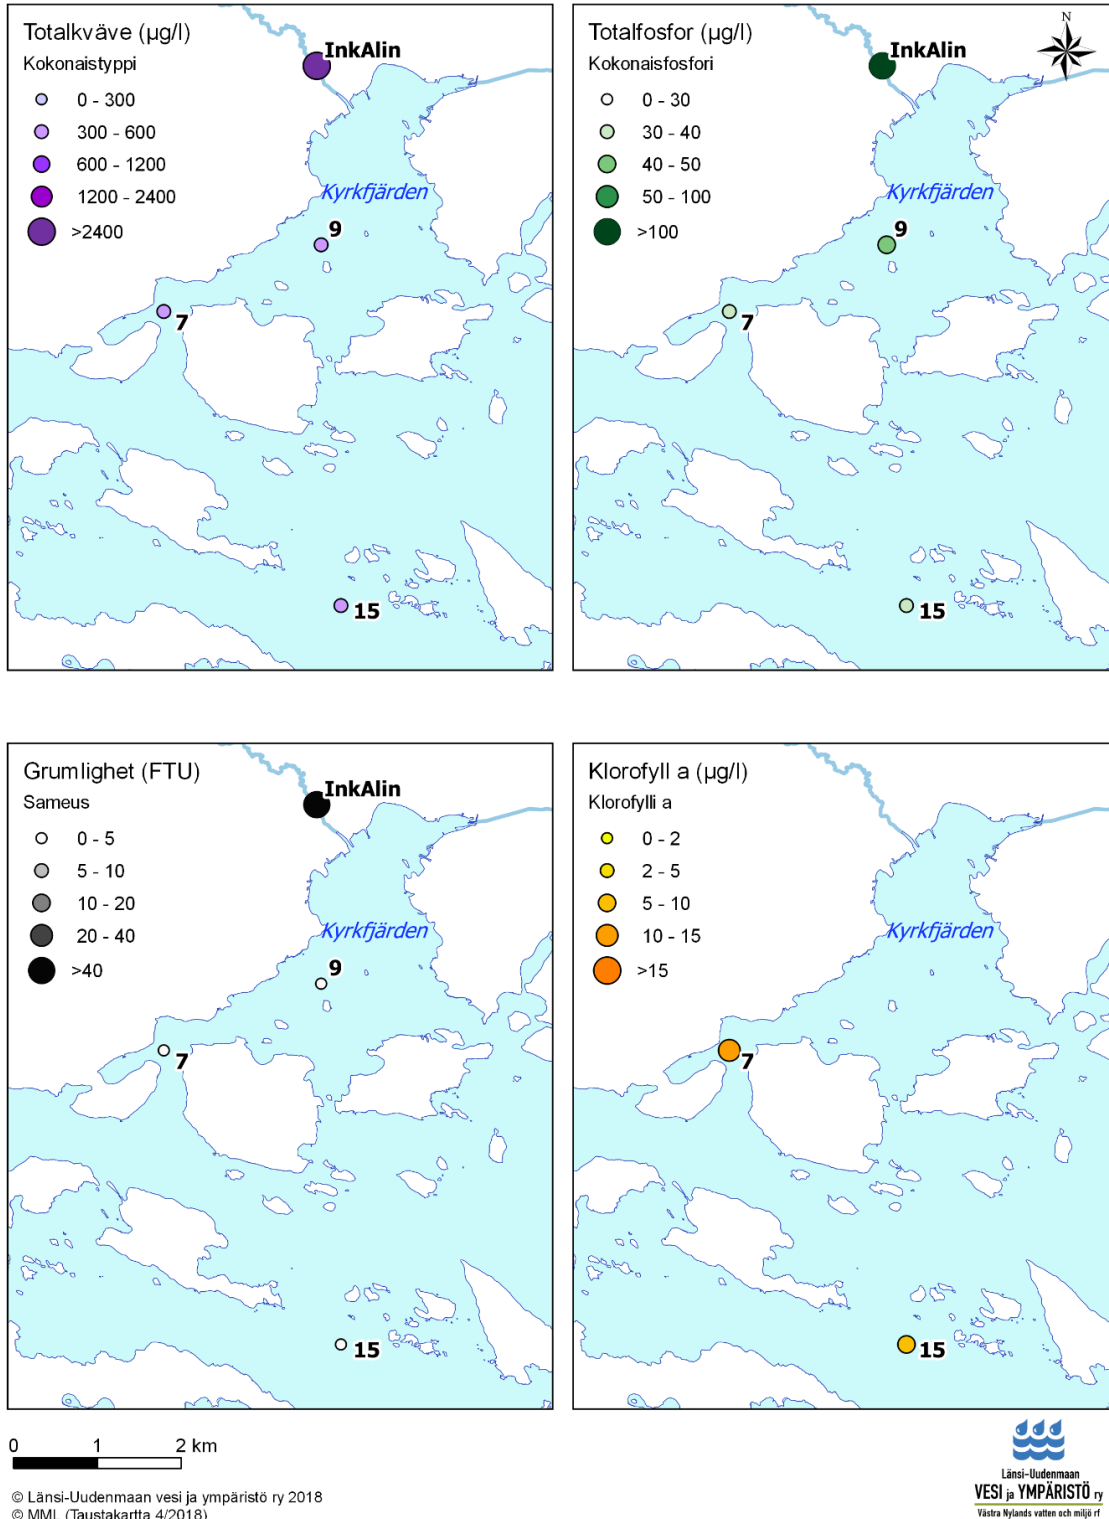 Totalkväve (µg/l)
Kokonaistyppi
0 - 300
300 - 600
600 - 1200
1200 - 2400
>2400
InkAlin
Kyrkfjärden
9
7
15
Totalfosfor (µg/l)
Kokonaisfosfori
0 - 30
30 - 40
40 - 50
50 - 100
>100
N
InkAlin
Kyrkfjärden
9
7
15
Grumlighet (FTU)
Sameus
0 - 5
5 - 10
10 - 20
20 - 40
>40
InkAlin
Kyrkfjärden
9
7
15
Klorofyll a (µg/l)
Klorofylli a
0 - 2
2 - 5
5 - 10
10 - 15
>15
Kyrkfjärden
7
15
0 1 2 km
© Länsi-Uudenmaan vesi ja ympäristö ry 2018
© MML (Taustakartta 4/2018)
Länsi-Uudenmaan
VESI ja YMPÄRISTÖ ry
Västra Nylands vatten och miljö rf